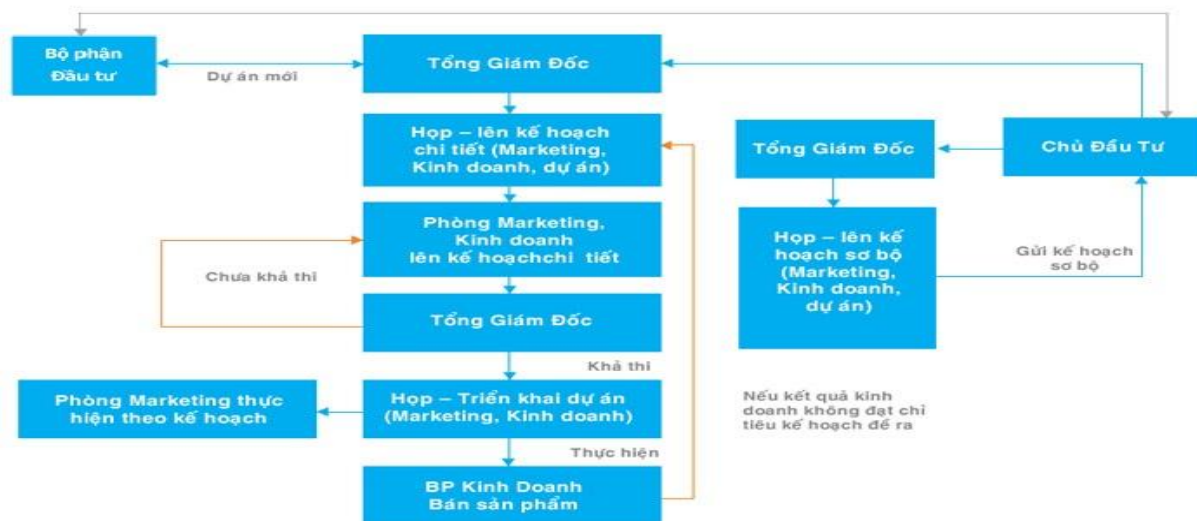 Bộ phận
Đầu tư
Dự án mới
Tổng Giám Đốc
Họp – lên kế hoạch
chi tiết (Marketing,
Kinh doanh, dự án)
Phòng Marketing,
Kinh doanh
lên kế hoạchchi tiết
Chưa khả thi
Tổng Giám Đốc
Khả thi
Phòng Marketing thực
hiện theo kế hoạch
Họp – Triển khai dự án
(Marketing, Kinh doanh)
Thực hiện
BP Kinh Doanh
Bán sản phẩm
Tổng Giám Đốc
Chủ Đầu Tư
Họp – lên kế
hoạch sơ bộ
(Marketing,
Kinh doanh,
dự án)
Gửi kế hoạch
sơ bộ
Nếu kết quả kinh
doanh không đạt chỉ
tiêu kế hoạch để ra